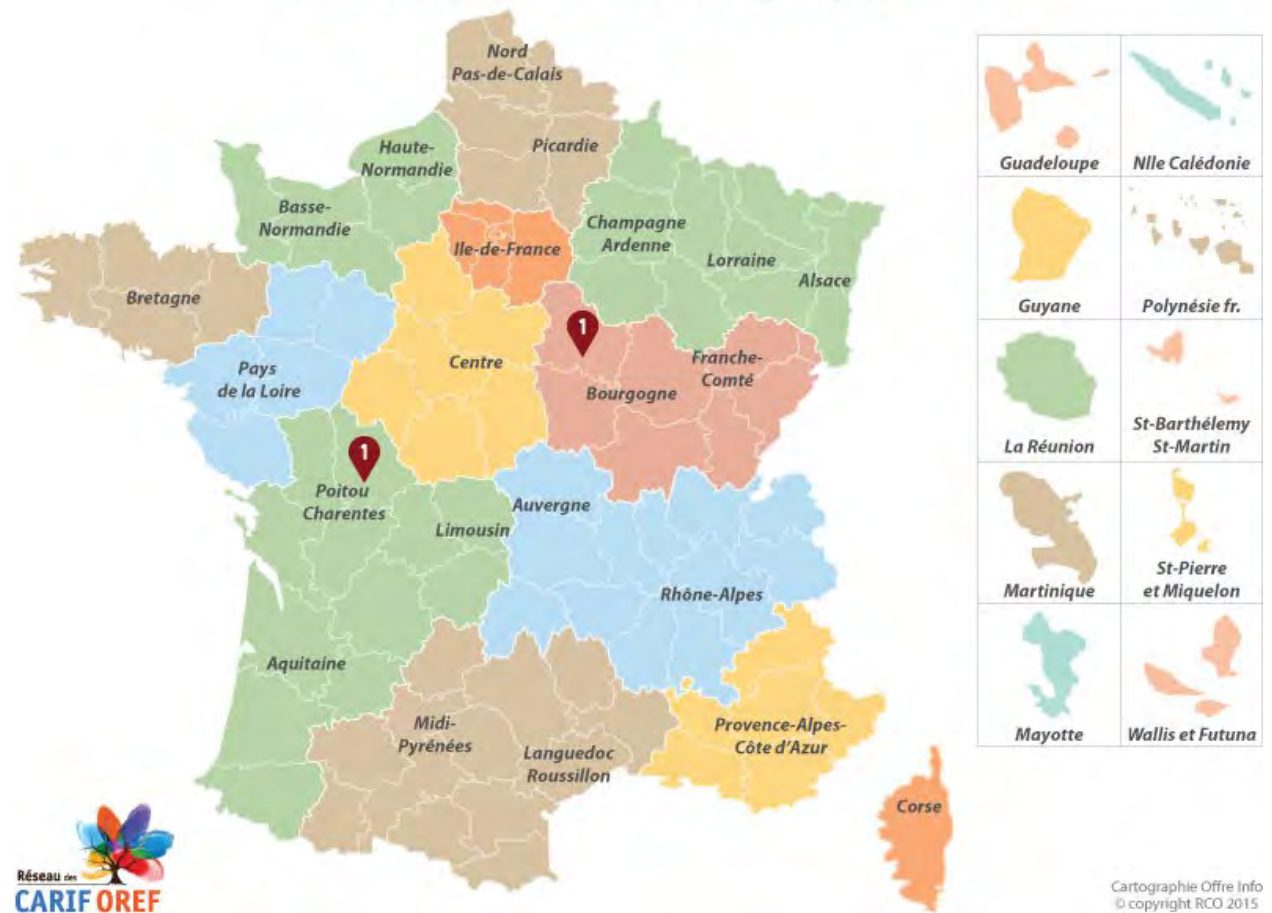 Nord
Pas-de-Calais
Haute-
Normandie
Picardie
Basse-
Normandie
Ile-de-France
Champagne
Ardenne
Lorraine
Alsace
Bretagne
1
Pays
de la Loire
Centre
Bourgogne
Franche-
Comté
1
Poitou
Charentes
Limousin
Auvergne
Rhône-Alpes
Aquitaine
Midi-
Pyrénées
Languedoc
Roussillon
Provence-Alpes-
Côte d'Azur
Corse
Guadeloupe
Nlle Calédonie
Guyane
Polynésie fr.
La Réunion
St-Barthélemy
St-Martin
Martinique
St-Pierre
et Miquelon
Mayotte
Wallis et Futuna
Réseau des
CARIF OREF
Cartographie Offre Info
© copyright RCO 2015